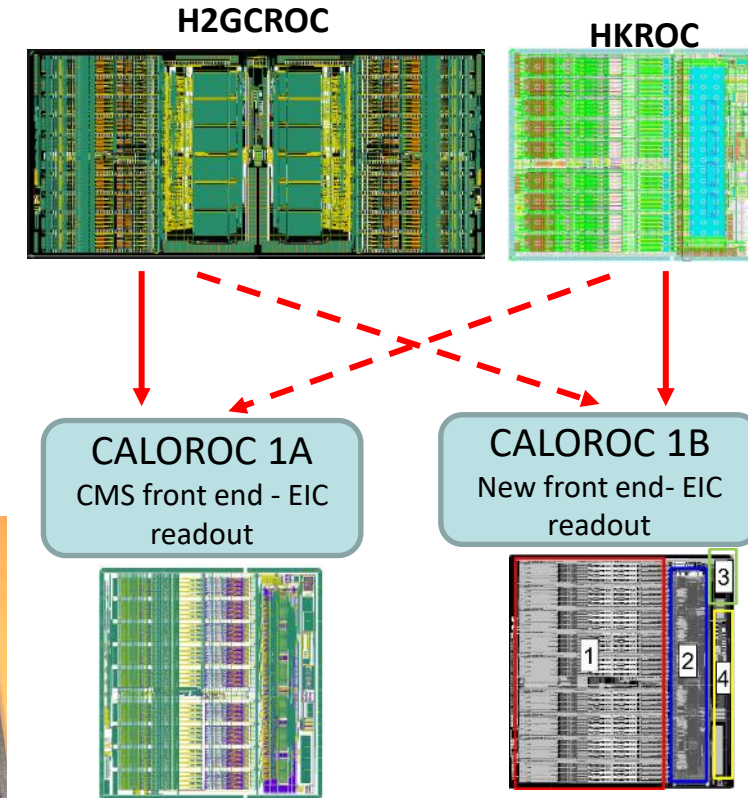 H2GCROC
HKROC
CALOROC 1A
CMS front end - EIC
readout
CALOROC 1B
New front end- EIC
readout
1
2
3
4